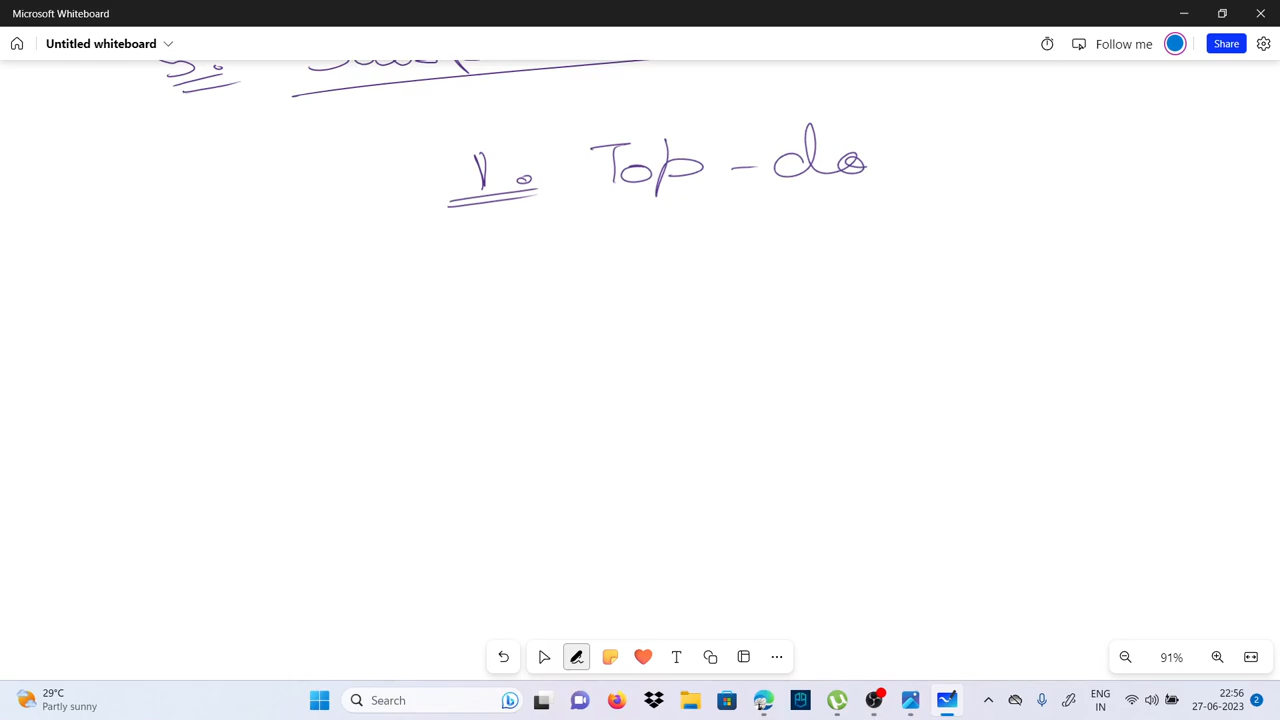 Microsoft Whiteboard
Untitled whiteboard
Follow me
Share
1. Top-do
91%
29°C
Partly sunny
Search
ENG
IN
22:56
27-06-2023
2